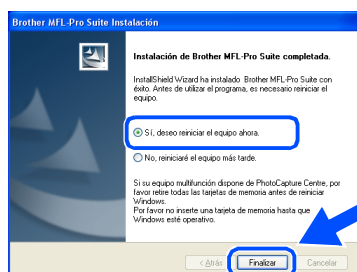 Brother MFL-Pro Suite Instalación
Instalación de Brother MFL-Pro Suite completada.
InstallShield Wizard ha instalado Brother MFL-Pro Suite con
éxito. Antes de utilizar el programa, es necesario reiniciar el
equipo.
Sí, deseo reiniciar el equipo ahora.
No, reiniciaré el equipo más tarde.
Si su equipo multifunción dispone de PhotoCapture Centre, por
favor retire todas las tarjetas de memoria antes de reiniciar
Windows.
Por favor no inserte una tarjeta de memoria hasta que
Windows esté operativo.
< Atrás Finalizar Cancelar